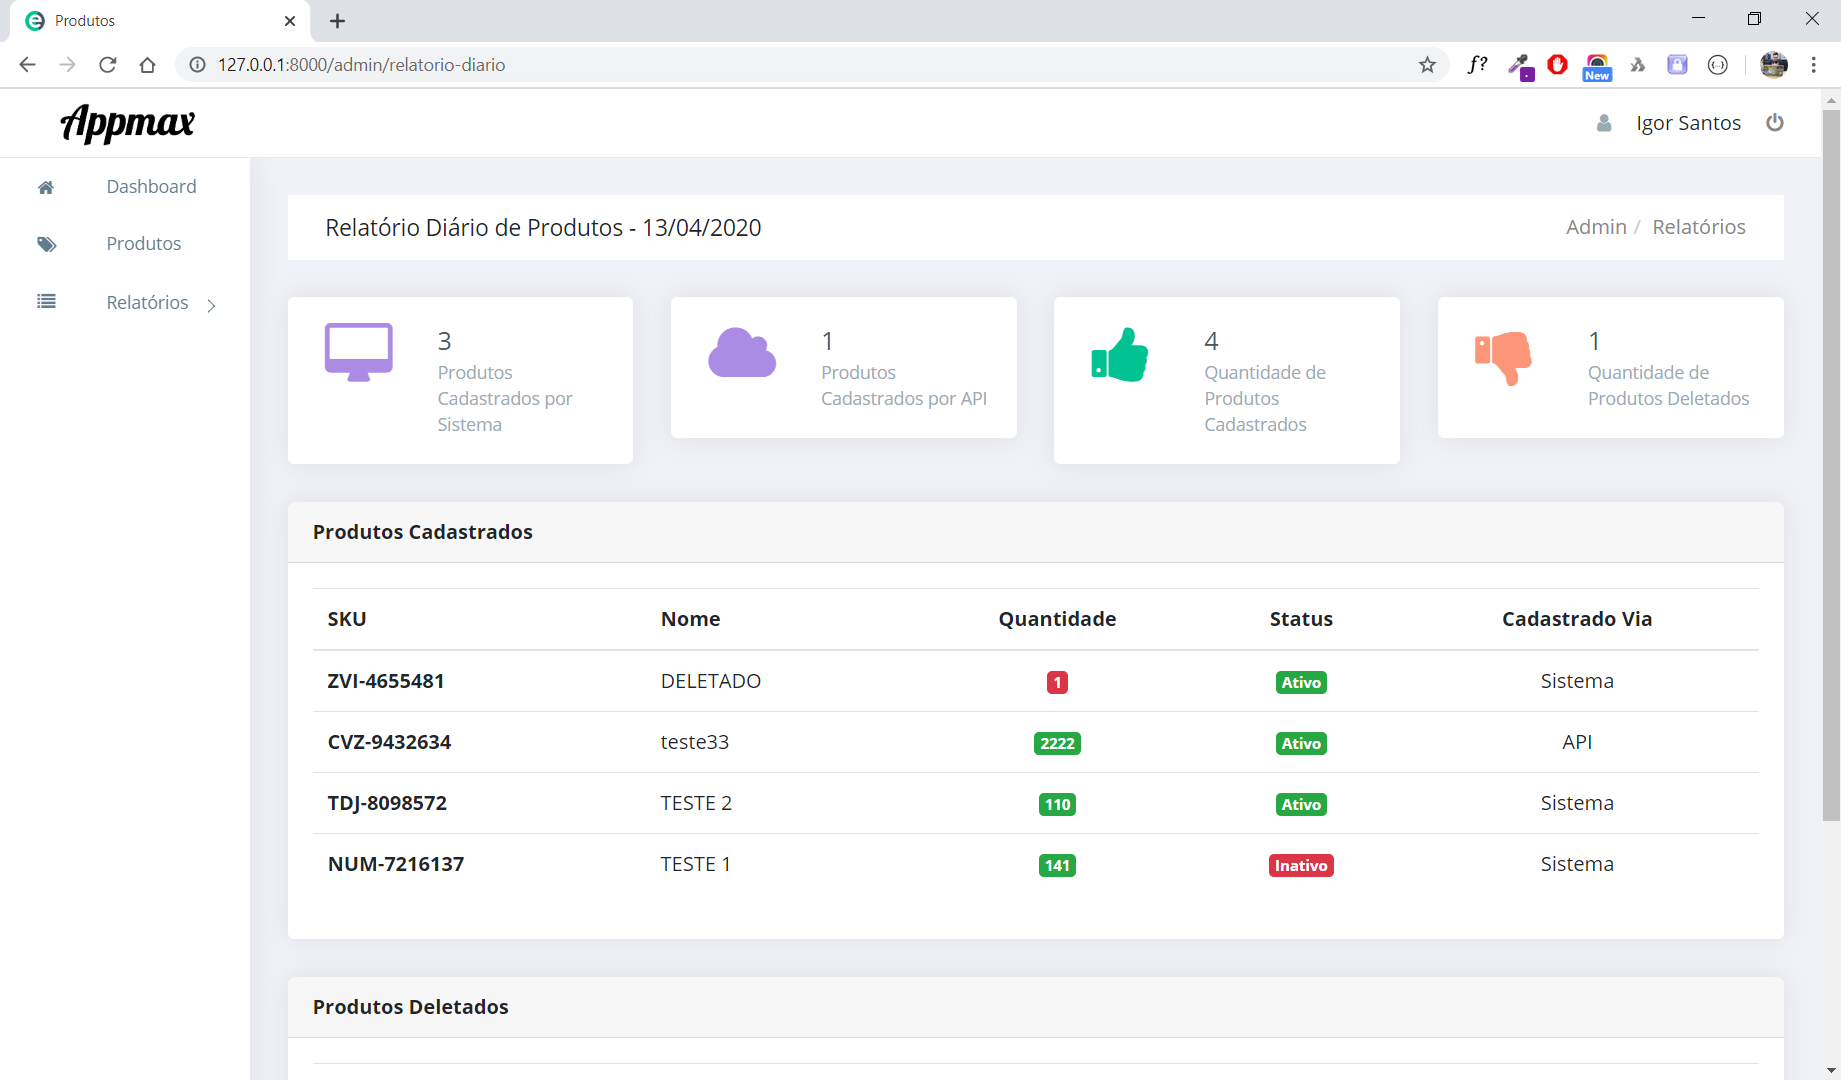 Produtos
127.0.0.1:8000/admin/relatorio-diario
f?
New
Appmax
Igor Santos
Dashboard
Produtos
Relatórios
Relatório Diário de Produtos - 13/04/2020
Admin / Relatórios
3
Produtos
Cadastrados por
Sistema
1
Produtos
Cadastrados por API
4
Quantidade de
Produtos
Cadastrados
1
Quantidade de
Produtos Deletados
Produtos Cadastrados
SKU Nome Quantidade Status Cadastrado Via
ZVI-4655481 DELETADO 1 Ativo Sistema
CVZ-9432634 teste33 2222 Ativo API
TDJ-8098572 TESTE 2 110 Ativo Sistema
NUM-7216137 TESTE 1 141 Inativo Sistema
Produtos Deletados